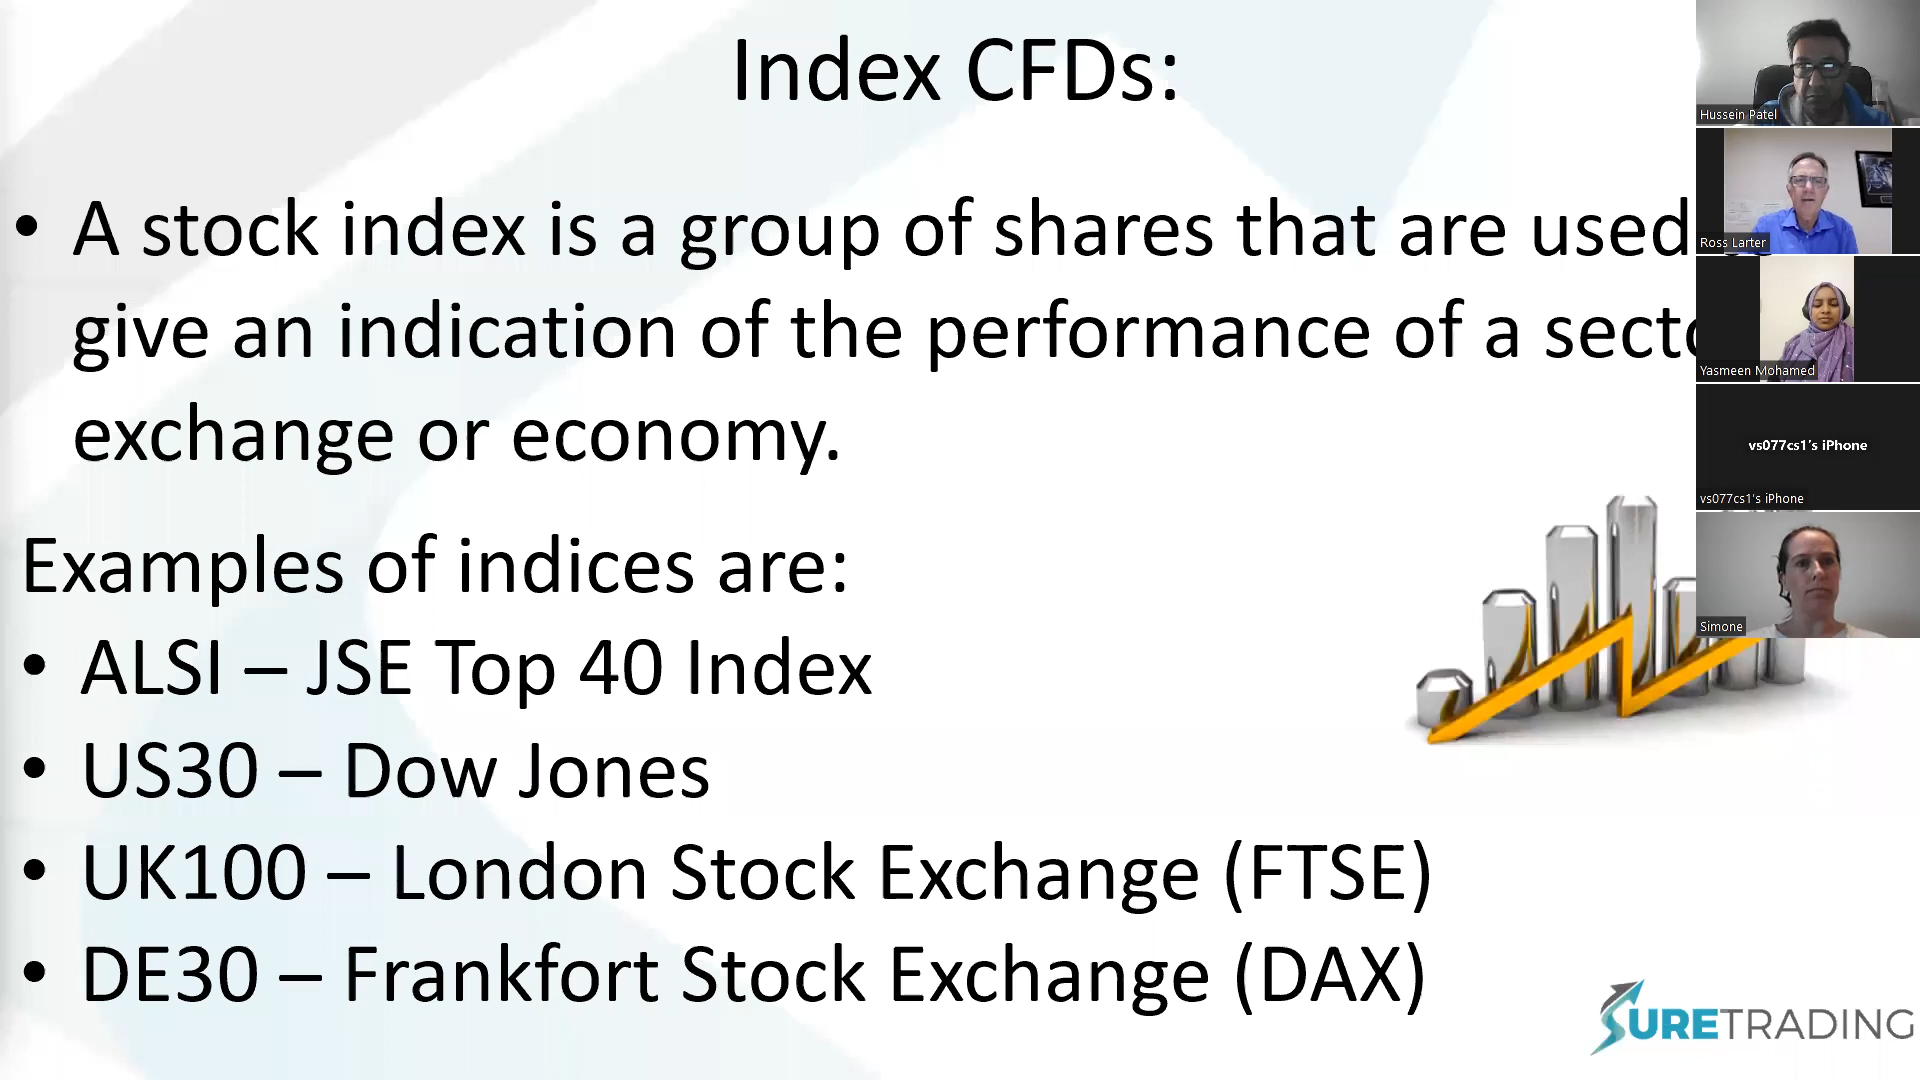 Index CFDs:
• A stock index is a group of shares that are used
give an indication of the performance of a
exchange or economy.
Examples of indices are:
• ALSI – JSE Top 40 Index
• US30 – Dow Jones
• UK100 – London Stock Exchange (FTSE)
• DE30 – Frankfort Stock Exchange (DAX)
SURETRADING
Hussein Patel
Ross Larter
Yasmeen Mohamed
vs077cs1's iPhone
vs077cs1's iPhone
Simone